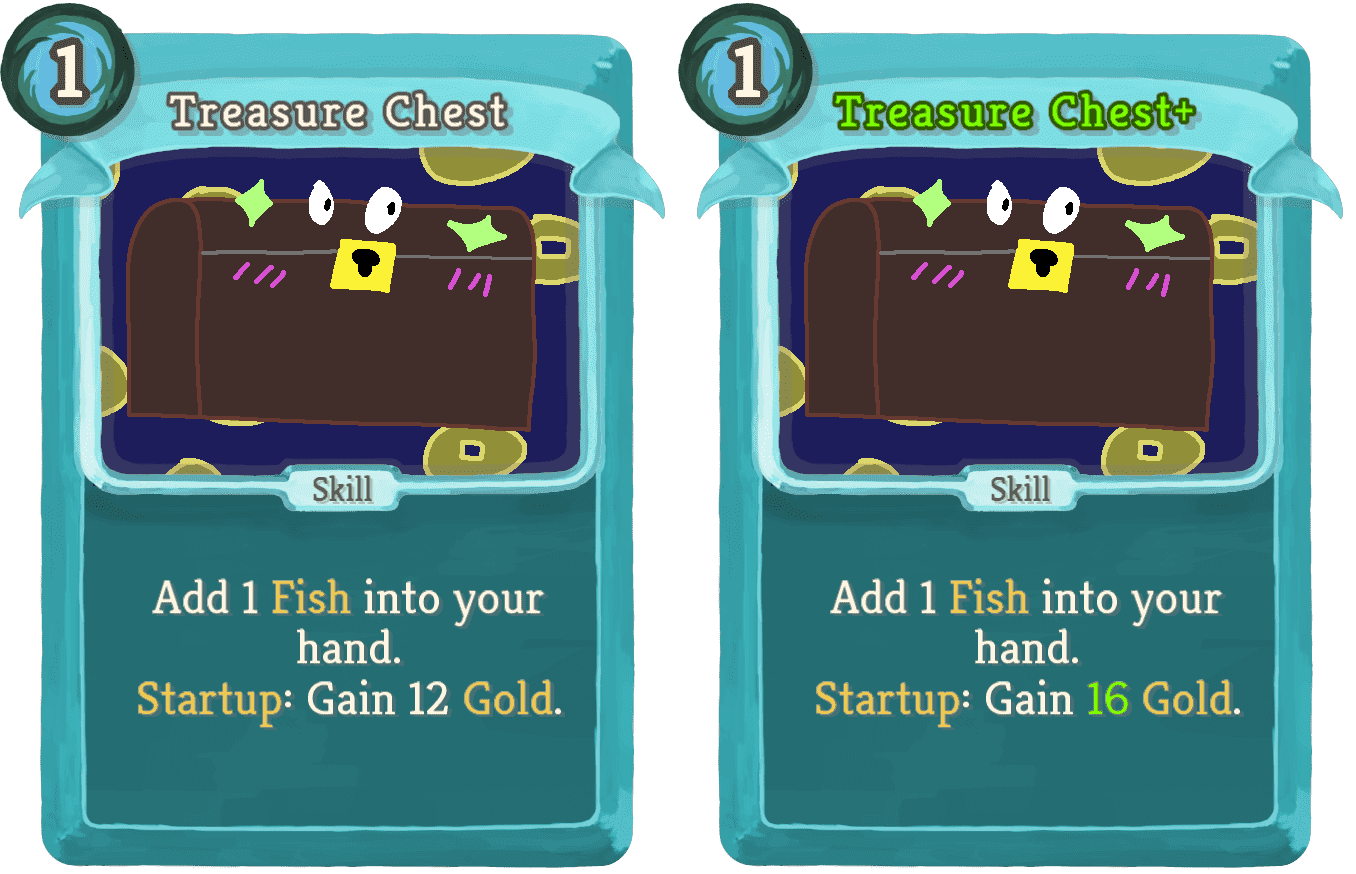 1
Treasure Chest
Skill
Add 1 Fish into your
hand.
Startup: Gain 12 Gold.
1
Treasure Chest+
Skill
Add 1 Fish into your
hand.
Startup: Gain 16 Gold.